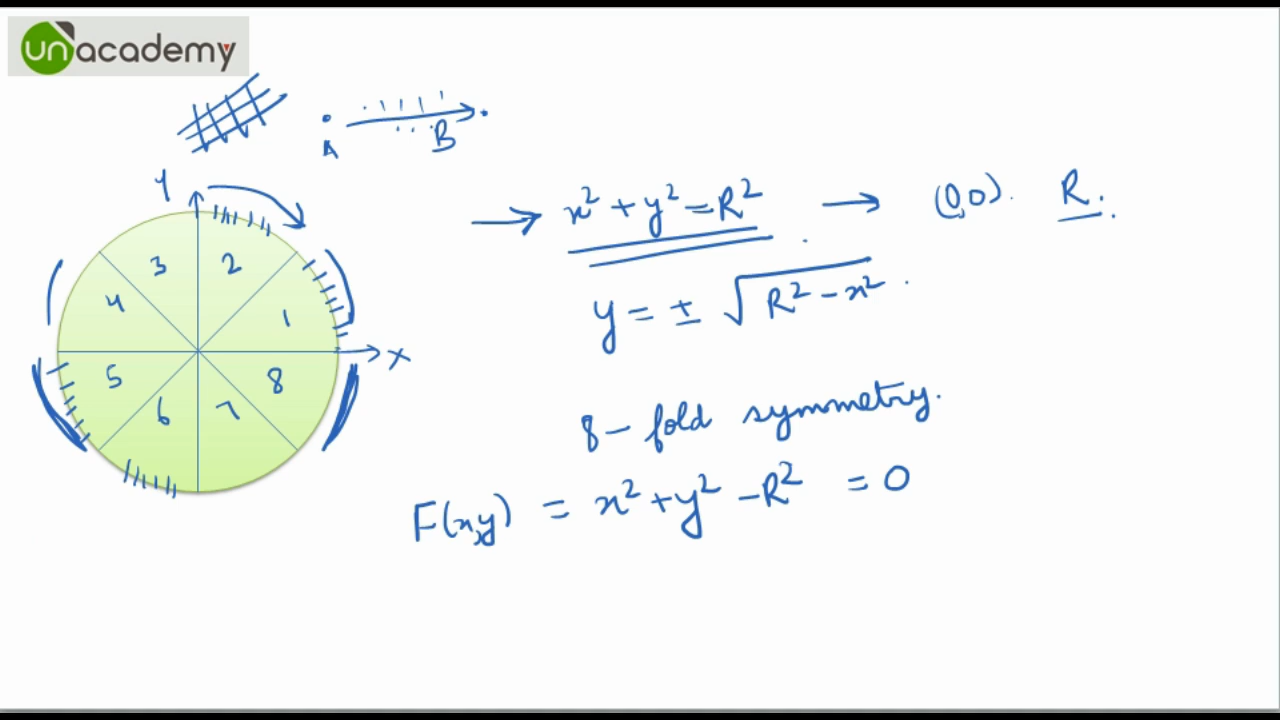 unacademy
A B
Y
x² + y² = R² → (0,0). R.
y = ± √R² - x².
3 2
4 1
X
5 8
6 7
8 - fold symmetry.
F(x,y) = x² + y² - R² = 0